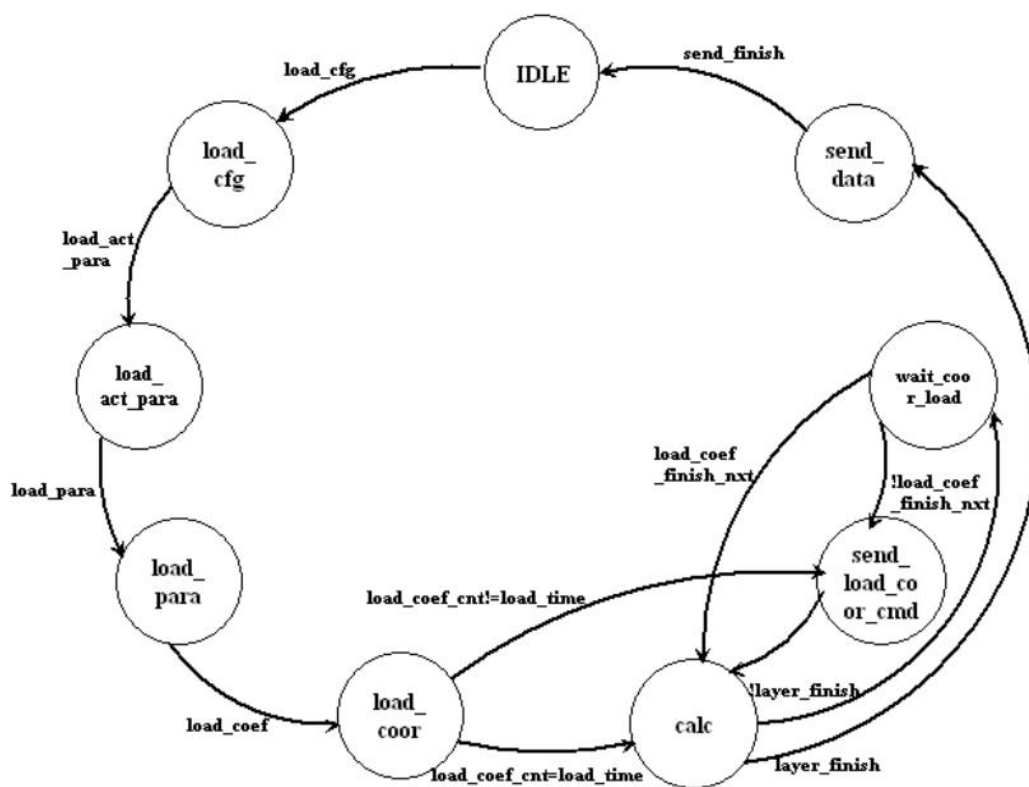 send_finish
load_cfg
IDLE
load_
cfg
send_
data
load_act
_para
load_
act_para
wait_coo
r_load
load_coef
_finish_nxt
!load_coef
_finish_nxt
load_para
load_
para
send_
load_co
or_cmd
load_coef_cnt!=load_time
!layer_finish
load_
coor
calc
load_coef
load_coef_cnt=load_time
layer_finish